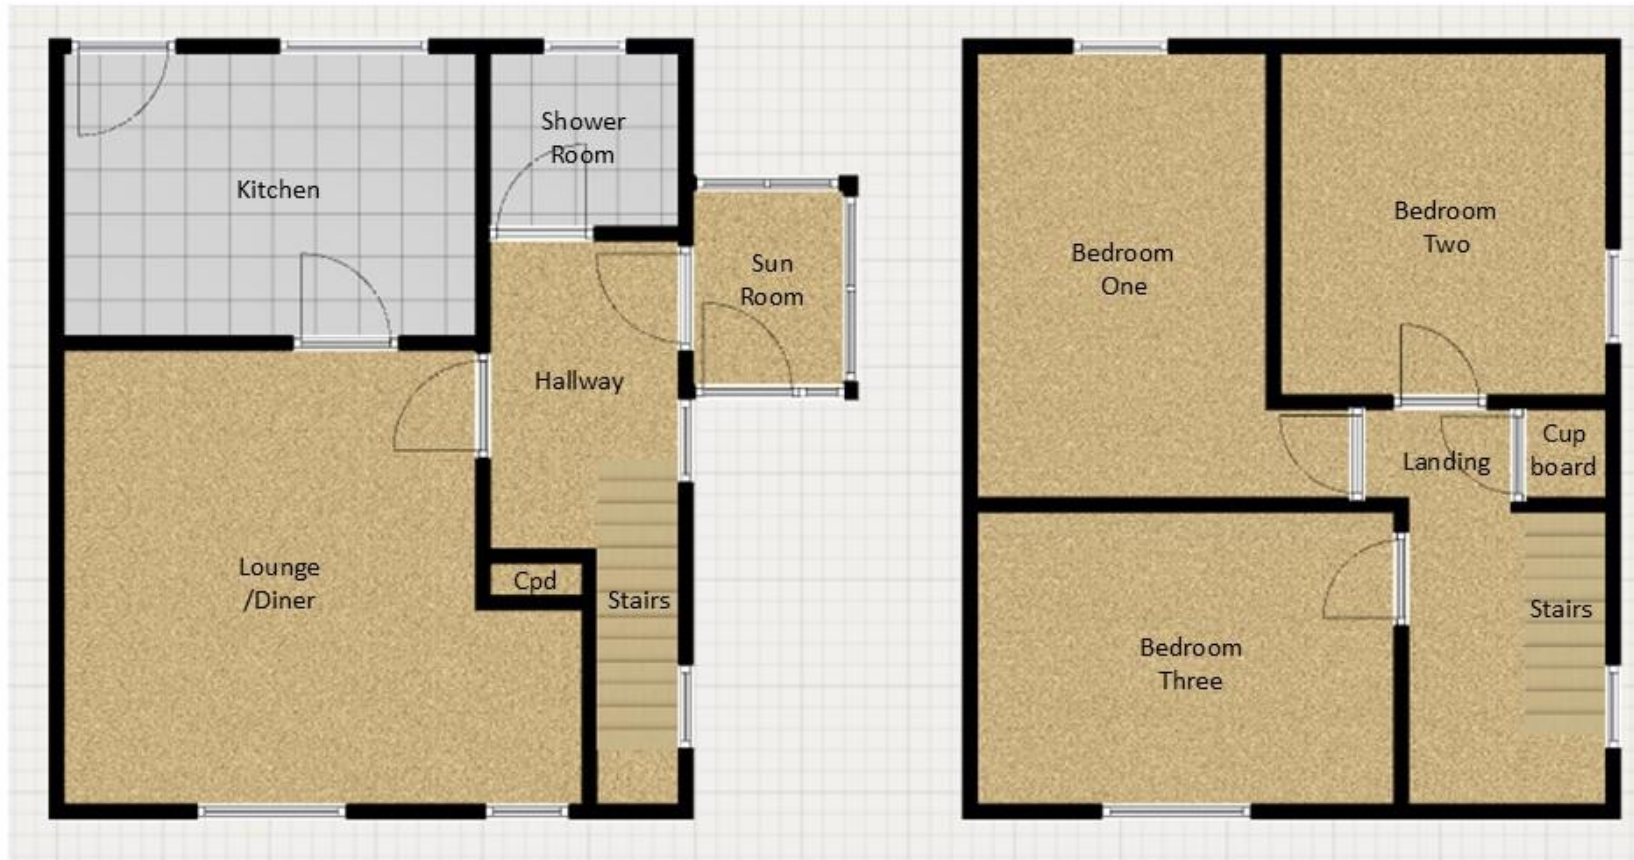 Shower
Room
Kitchen
Sun
Room
Hallway
Lounge
/Diner
Cpd
Stairs
Bedroom
One
Bedroom
Two
Cup
board
Landing
Bedroom
Three
Stairs